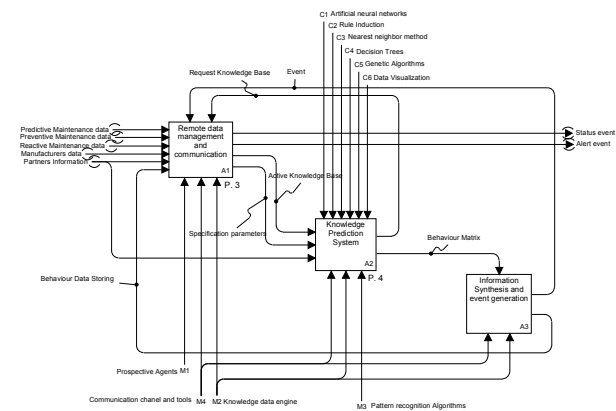 C1 Artificial neural networks
C2 Rule Induction
C3 Nearest neighbor method
C4 Decision Trees
C5 Genetic Algorithms
C6 Data Visualization
Request Knowledge Base
Event
Predictive Maintenance data
Preventive Maintenance data
Reactive Maintenance data
Manufacturers data
Partners Information
Remote data
management
and
communication
A1
P. 3
Status event
Alert event
Active Knowledge Base
Specification parameters
Knowledge
Prediction
System
A2
P. 4
Behaviour Matrix
Behaviour Data Storing
Information
Synthesis and
event generation
A3
Prospective Agents M1
Communication chanel and tools M4
M2 Knowledge data engine
M3 Pattern recognition Algorithms